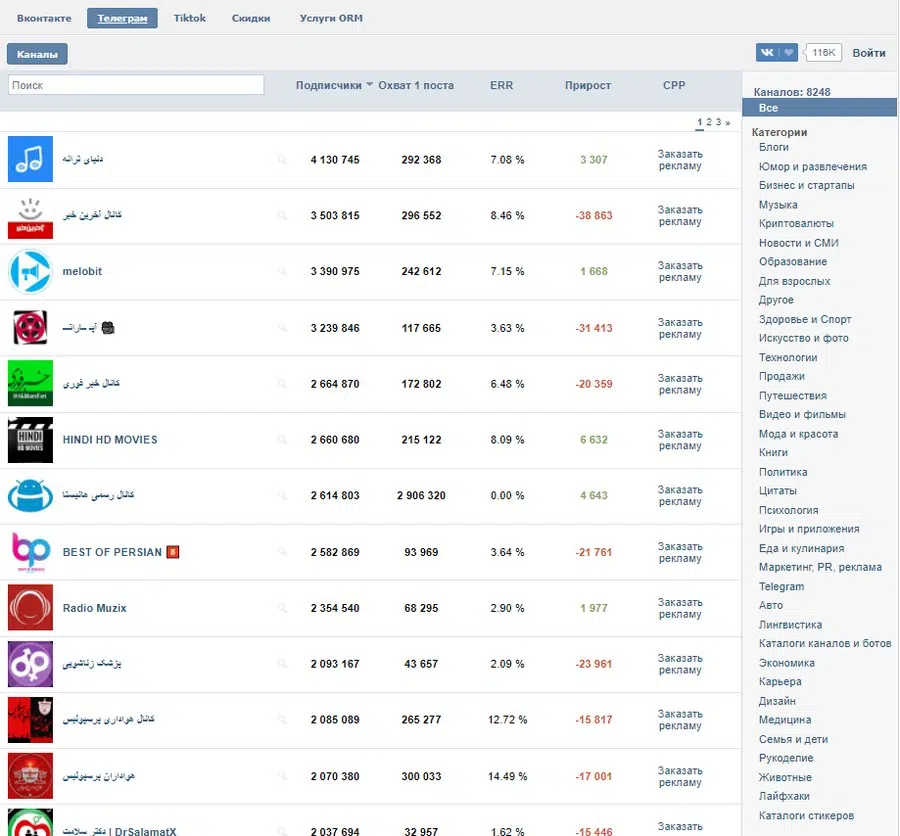 Вконтакте Телеграм Tiktok Скидки Услуги ORM
Каналы 116K Войти
Поиск Подписчики Охват 1 поста ERR Прирост CPP
1 2 3 »
دنیای ترانه 4 130 745 292 368 7.08 % 3 307 Заказать
рекламу
کانال آخرین خبر 3 503 815 296 552 8.46 % -38 863 Заказать
рекламу
melobit 3 390 975 242 612 7.15 % 1 668 Заказать
рекламу
3 239 846 117 665 3.63 % -31 413 Заказать
рекламу
کانال خبر فوری 2 664 870 172 802 6.48 % -20 359 Заказать
рекламу
@AkhbareFori
HINDI HD MOVIES 2 660 680 215 122 8.09 % 6 632 Заказать
рекламу
HINDI
HD MOVIES
کانال رسمی هانیستا 2 614 803 2 906 320 0.00 % 4 643 Заказать
рекламу
bp
BEST OF PERSIAN 2 582 869 93 969 3.64 % -21 761 Заказать
рекламу
Radio Muzix 2 354 540 68 295 2.90 % 1 977 Заказать
рекламу
پزشک زناشویی 2 093 167 43 657 2.09 % -23 961 Заказать
рекламу
کانال هواداری پرسپولیس 2 085 089 265 277 12.72 % -15 817 Заказать
рекламу
هواداران پرسپولیس 2 070 380 300 033 14.49 % -17 001 Заказать
рекламу
دکتر سلامت | DrSalamatX 2 037 694 32 957 1.62 % -15 446 Заказать
Каналов: 8248
Все
Категории
Блоги
Юмор и развлечения
Бизнес и стартапы
Музыка
Криптовалюты
Новости и СМИ
Образование
Для взрослых
Другое
Здоровье и Спорт
Искусство и фото
Технологии
Продажи
Путешествия
Видео и фильмы
Мода и красота
Книги
Политика
Цитаты
Психология
Игры и приложения
Еда и кулинария
Маркетинг, PR, реклама
Telegram
Авто
Лингвистика
Каталоги каналов и ботов
Экономика
Карьера
Дизайн
Медицина
Семья и дети
Рукоделие
Животные
Лайфхаки
Каталоги стикеров